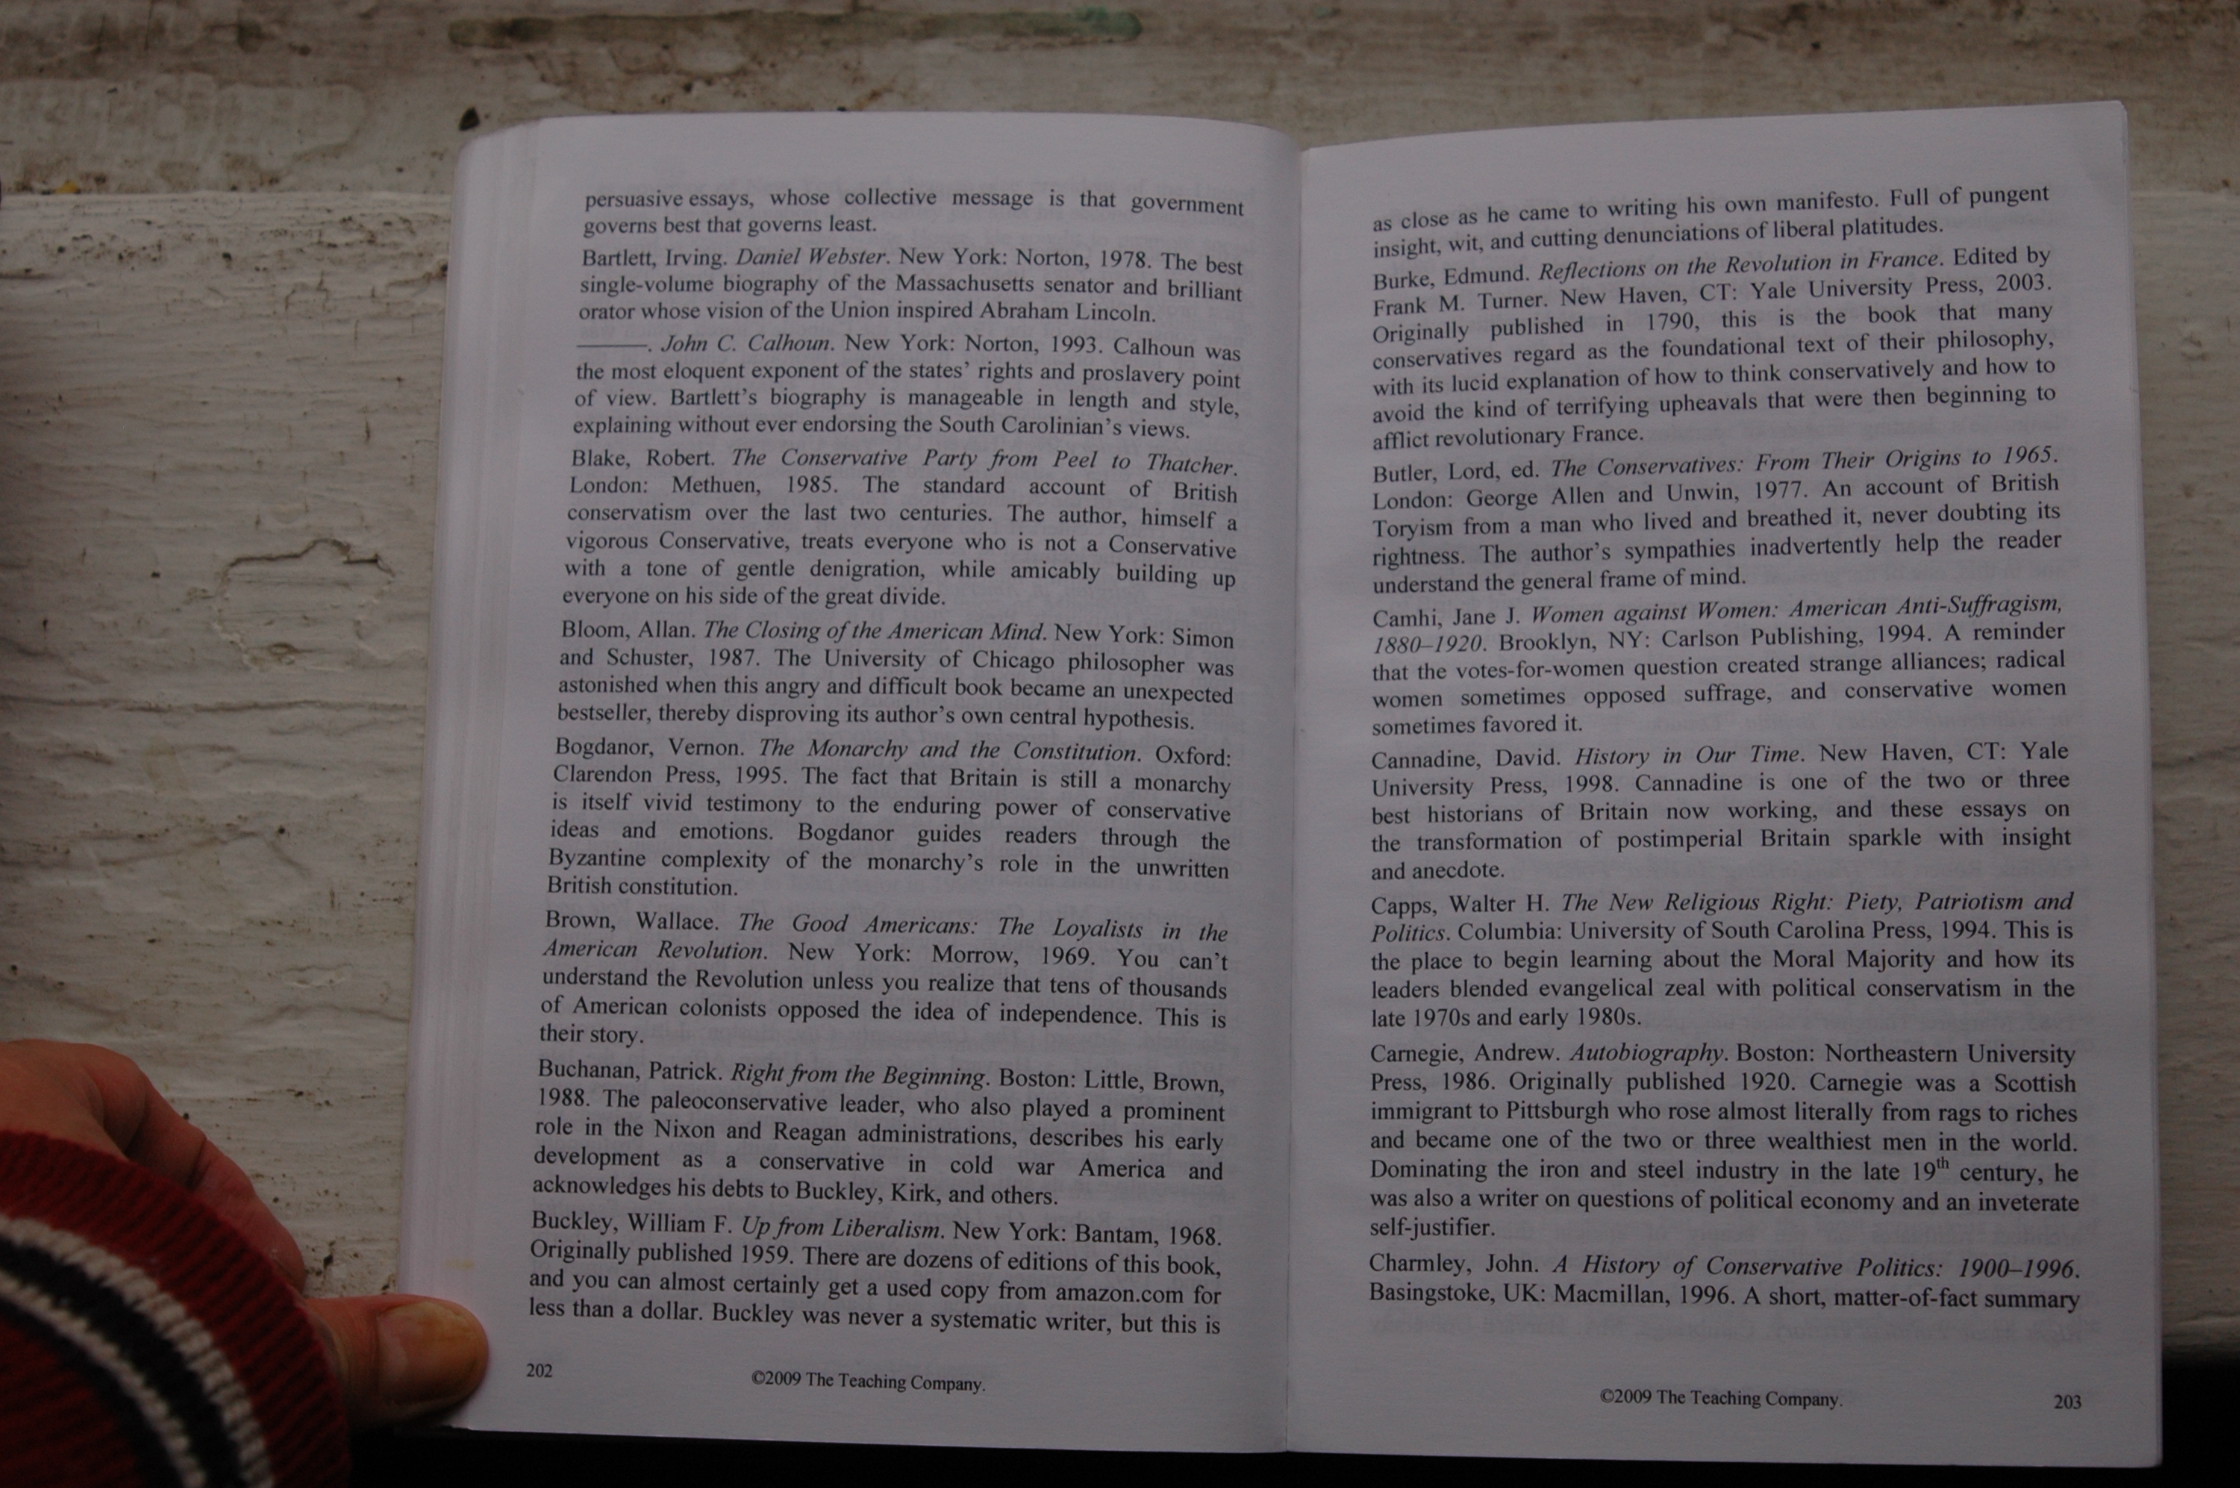 persuasive essays, whose collective message is that government
governs best that governs least.
Bartlett, Irving. Daniel Webster. New York: Norton, 1978. The best
single-volume biography of the Massachusetts senator and brilliant
orator whose vision of the Union inspired Abraham Lincoln.
———. John C. Calhoun. New York: Norton, 1993. Calhoun was
the most eloquent exponent of the states’ rights and proslavery point
of view. Bartlett’s biography is manageable in length and style,
explaining without ever endorsing the South Carolinian’s views.
Blake, Robert. The Conservative Party from Peel to Thatcher.
London: Methuen, 1985. The standard account of British
conservatism over the last two centuries. The author, himself a
vigorous Conservative, treats everyone who is not a Conservative
with a tone of gentle denigration, while amicably building up
everyone on his side of the great divide.
Bloom, Allan. The Closing of the American Mind. New York: Simon
and Schuster, 1987. The University of Chicago philosopher was
astonished when this angry and difficult book became an unexpected
bestseller, thereby disproving its author’s own central hypothesis.
Bogdanor, Vernon. The Monarchy and the Constitution. Oxford:
Clarendon Press, 1995. The fact that Britain is still a monarchy
is itself vivid testimony to the enduring power of conservative
ideas and emotions. Bogdanor guides readers through the
Byzantine complexity of the monarchy’s role in the unwritten
British constitution.
Brown, Wallace. The Good Americans: The Loyalists in the
American Revolution. New York: Morrow, 1969. You can’t
understand the Revolution unless you realize that tens of thousands
of American colonists opposed the idea of independence. This is
their story.
Buchanan, Patrick. Right from the Beginning. Boston: Little, Brown,
1988. The paleoconservative leader, who also played a prominent
role in the Nixon and Reagan administrations, describes his early
development as a conservative in cold war America and
acknowledges his debts to Buckley, Kirk, and others.
Buckley, William F. Up from Liberalism. New York: Bantam, 1968.
Originally published 1959. There are dozens of editions of this book,
and you can almost certainly get a used copy from amazon.com for
less than a dollar. Buckley was never a systematic writer, but this is
202
©2009 The Teaching Company.
as close as he came to writing his own manifesto. Full of pungent
insight, wit, and cutting denunciations of liberal platitudes.
Burke, Edmund. Reflections on the Revolution in France. Edited by
Frank M. Turner. New Haven, CT: Yale University Press, 2003.
Originally published in 1790, this is the book that many
conservatives regard as the foundational text of their philosophy,
with its lucid explanation of how to think conservatively and how to
avoid the kind of terrifying upheavals that were then beginning to
afflict revolutionary France.
Butler, Lord, ed. The Conservatives: From Their Origins to 1965.
London: George Allen and Unwin, 1977. An account of British
Toryism from a man who lived and breathed it, never doubting its
rightness. The author’s sympathies inadvertently help the reader
understand the general frame of mind.
Camhi, Jane J. Women against Women: American Anti-Suffragism,
1880–1920. Brooklyn, NY: Carlson Publishing, 1994. A reminder
that the votes-for-women question created strange alliances; radical
women sometimes opposed suffrage, and conservative women
sometimes favored it.
Cannadine, David. History in Our Time. New Haven, CT: Yale
University Press, 1998. Cannadine is one of the two or three
best historians of Britain now working, and these essays on
the transformation of postimperial Britain sparkle with insight
and anecdote.
Capps, Walter H. The New Religious Right: Piety, Patriotism and
Politics. Columbia: University of South Carolina Press, 1994. This is
the place to begin learning about the Moral Majority and how its
leaders blended evangelical zeal with political conservatism in the
late 1970s and early 1980s.
Carnegie, Andrew. Autobiography. Boston: Northeastern University
Press, 1986. Originally published 1920. Carnegie was a Scottish
immigrant to Pittsburgh who rose almost literally from rags to riches
and became one of the two or three wealthiest men in the world.
Dominating the iron and steel industry in the late 19th century, he
was also a writer on questions of political economy and an inveterate
self-justifier.
Charmley, John. A History of Conservative Politics: 1900–1996.
Basingstoke, UK: Macmillan, 1996. A short, matter-of-fact summary
©2009 The Teaching Company.
203